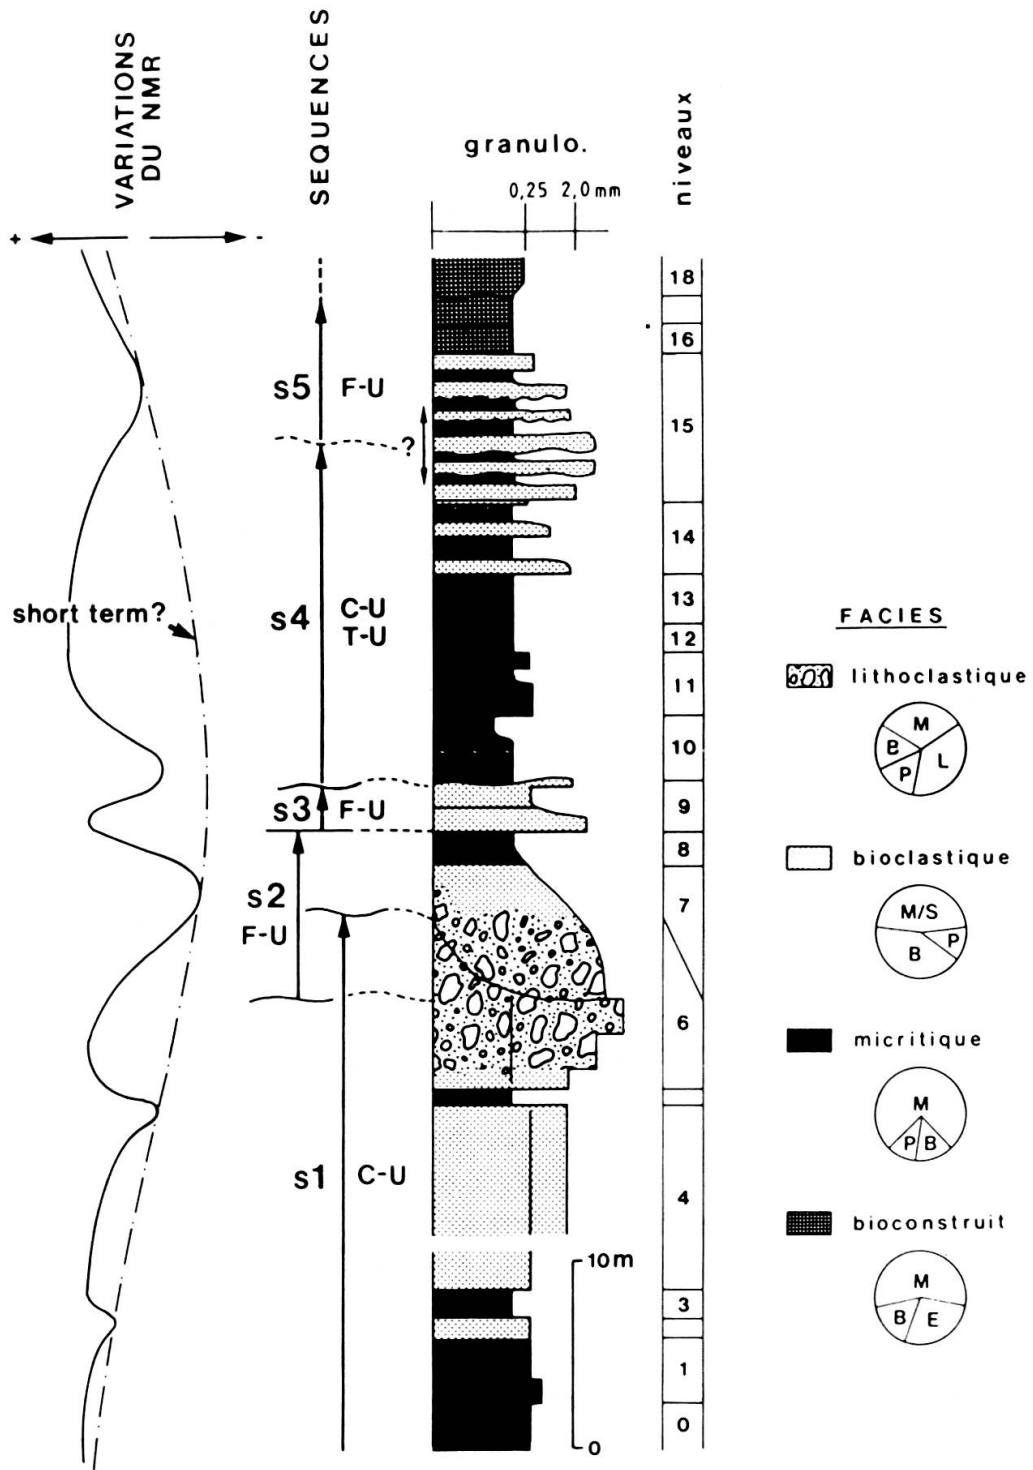 VARIATIONS
DU NMR
SEQUENCES
granulo.
0,25 2,0 mm
niveaux
+ -
18
16
s5 F-U
15
?
14
short term?
s4 C-U
T-U
13
12
11
10
s3 F-U
9
8
s2
F-U
7
6
s1 C-U
4
10m
3
1
0
0
FACIES
lithoclastique
M
B
L
P
bioclastique
M/S
P
B
micritique
M
P B
bioconstruit
M
B E